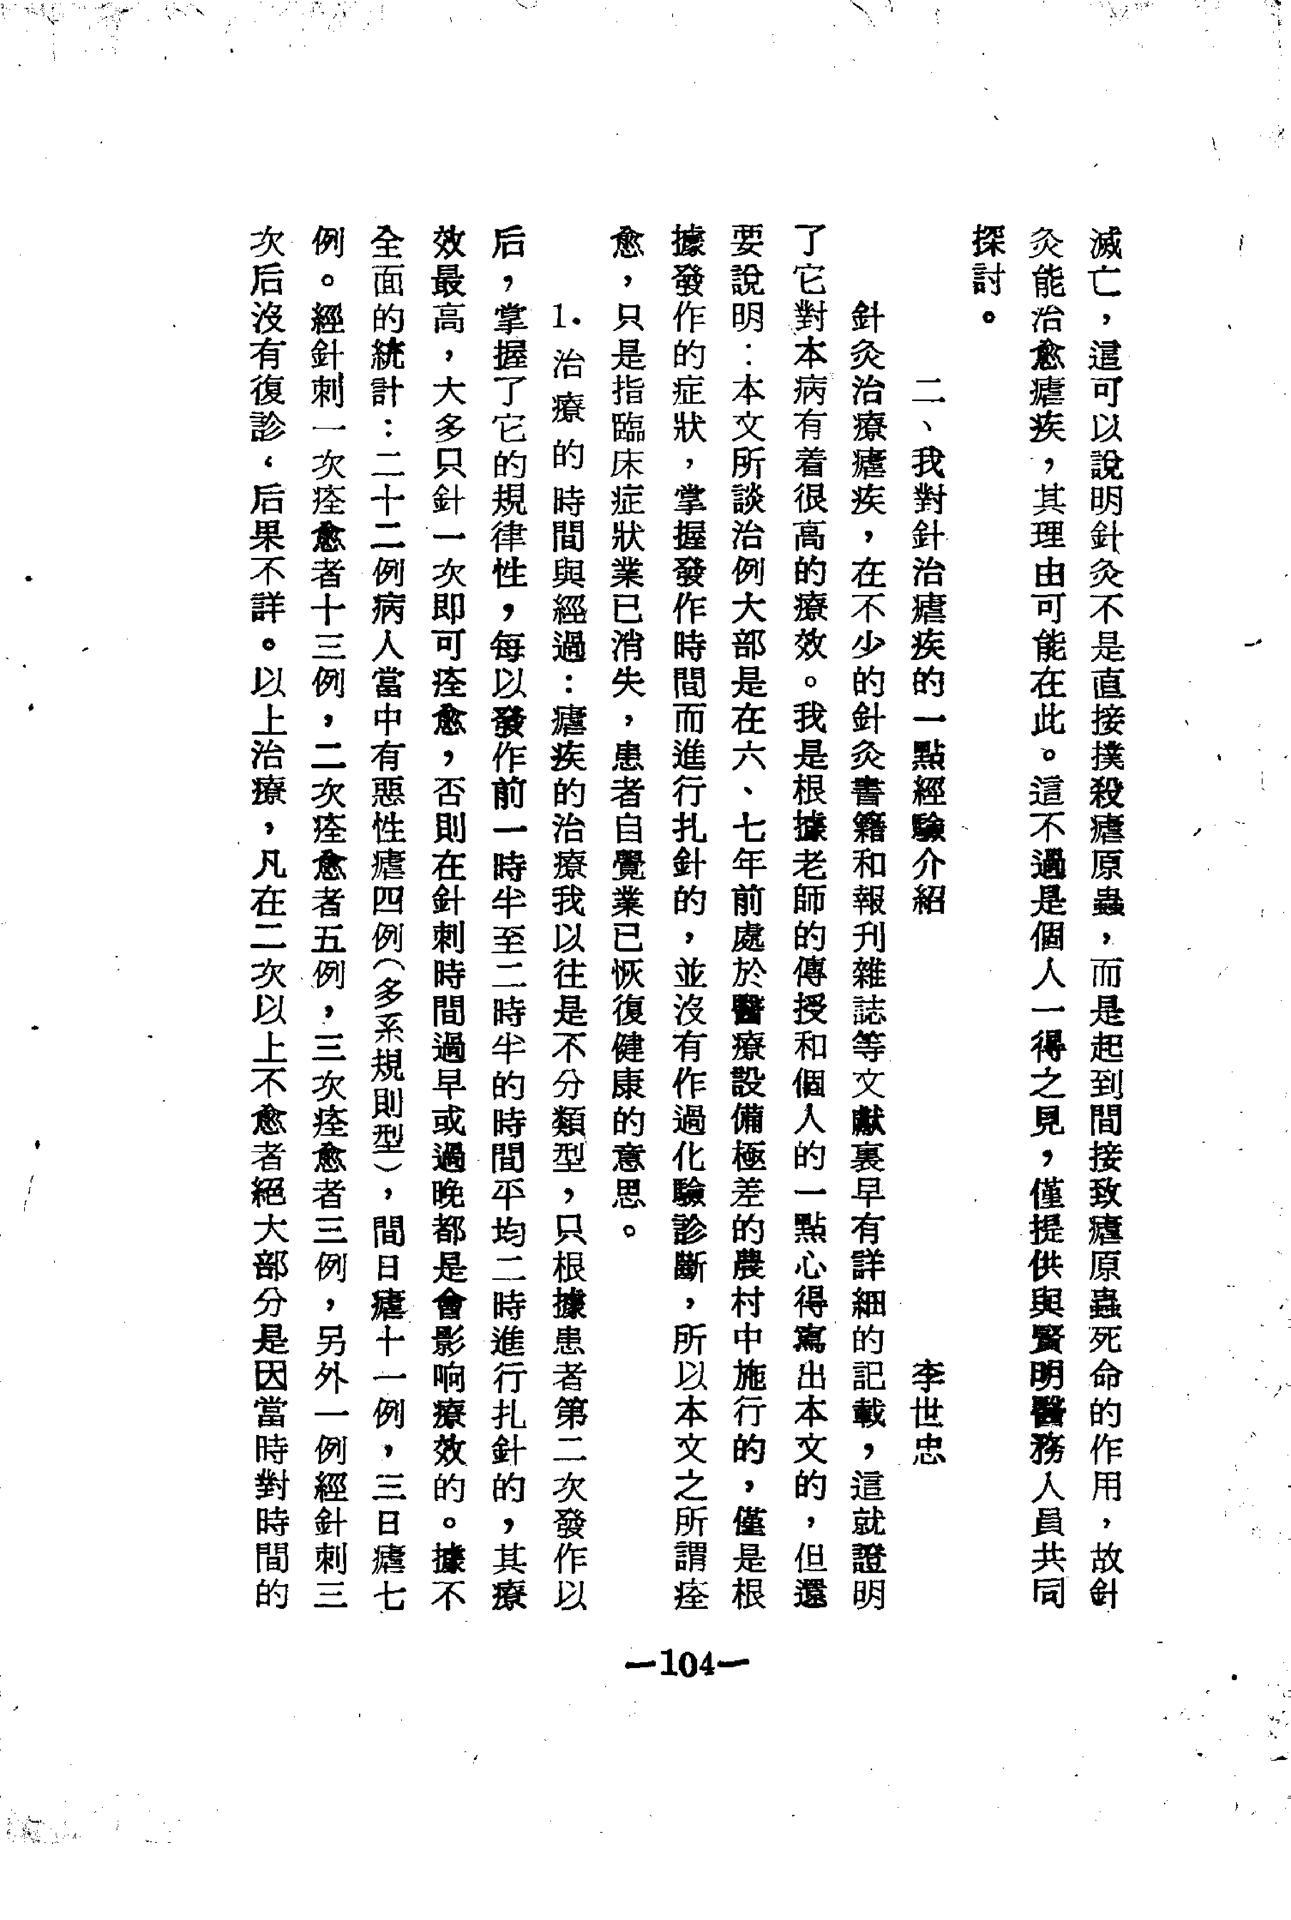 滅亡，這可以說明針灸不是直接撲殺瘧原蟲，而是起到間接致瘧原蟲死命的作用，故針
灸能治愈瘧疾，其理由可能在此。這不過是個人一得之見，僅提供與賢明醫務人員共同
探討。
二、我對針治瘧疾的一點經驗介紹　李世忠
針灸治療瘧疾，在不少的針灸書籍和報刊雜誌等文獻裏早有詳細的記載，這就證明
了它對本病有着很高的療效。我是根據老師的傳授和個人的一點心得寫出本文的，但還
要說明：本文所談治例大部是在六、七年前處於醫療設備極差的農村中施行的，僅是根
據發作的症狀，掌握發作時間而進行扎針的，並沒有作過化驗診斷，所以本文之所謂痊
愈，只是指臨床症狀業已消失，患者自覺業已恢復健康的意思。
1.治療的時間與經過：瘧疾的治療我以往是不分類型，只根據患者第二次發作以
后，掌握了它的規律性，每以發作前一時半至二時半的時間平均二時進行扎針的，其療
效最高，大多只針一次即可痊愈，否則在針刺時間過早或過晚都是會影响療效的。據不
全面的統計：二十二例病人當中有惡性瘧四例（多系規則型），間日瘧十一例，三日瘧七
例。經針刺一次痊愈者十三例，二次痊愈者五例，三次痊愈者三例，另外一例經針刺三
次后沒有復診，后果不詳。以上治療，凡在二次以上不愈者絕大部分是因當時對時間的
—104—